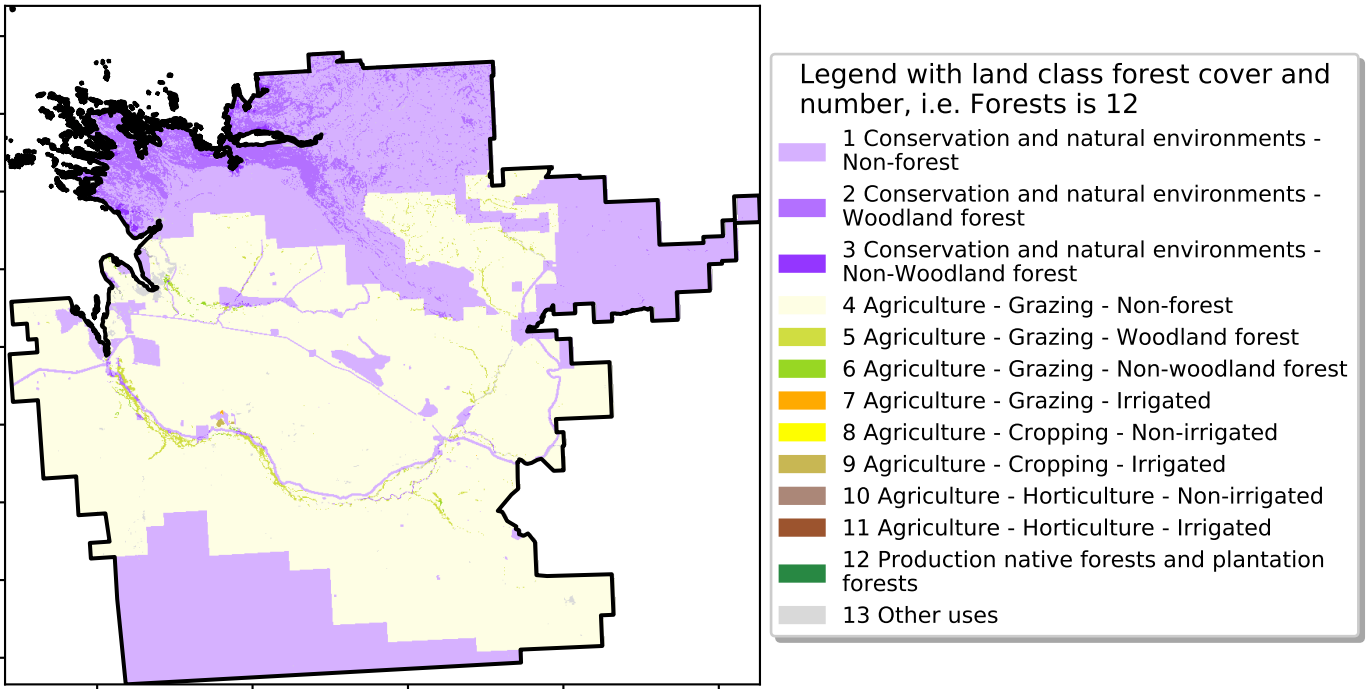 Legend with land class forest cover and
number, i.e. Forests is 12
1 Conservation and natural environments -
Non-forest
2 Conservation and natural environments -
Woodland forest
3 Conservation and natural environments -
Non-Woodland forest
4 Agriculture - Grazing - Non-forest
5 Agriculture - Grazing - Woodland forest
6 Agriculture - Grazing - Non-woodland forest
7 Agriculture - Grazing - Irrigated
8 Agriculture - Cropping - Non-irrigated
9 Agriculture - Cropping - Irrigated
10 Agriculture - Horticulture - Non-irrigated
11 Agriculture - Horticulture - Irrigated
12 Production native forests and plantation
forests
13 Other uses